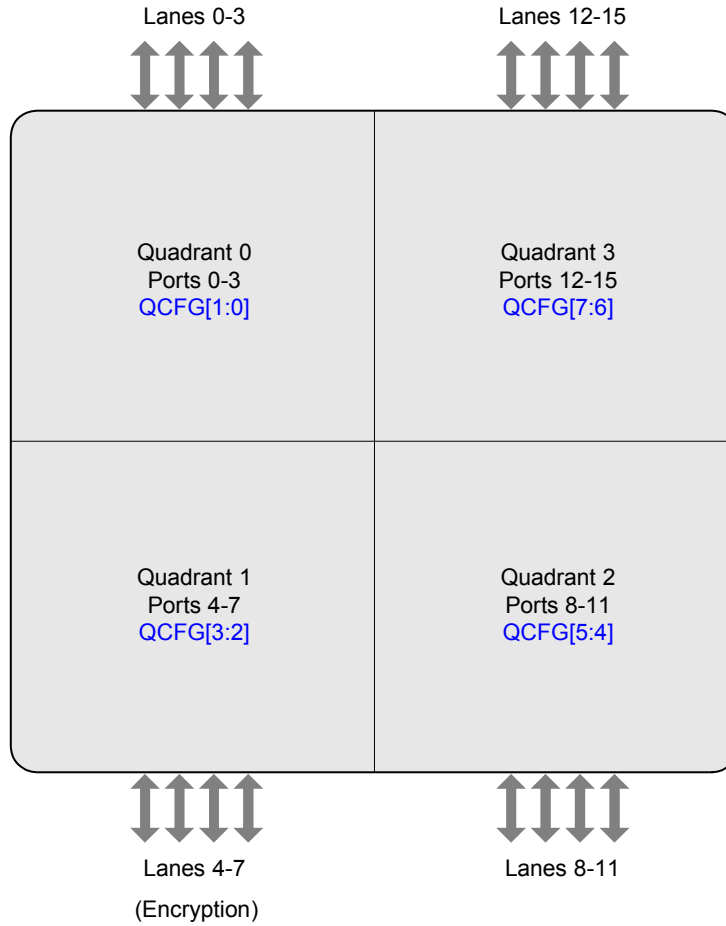 Lanes 0-3
Lanes 12-15
Quadrant 0
Ports 0-3
QCFG[1:0]
Quadrant 3
Ports 12-15
QCFG[7:6]
Quadrant 1
Ports 4-7
QCFG[3:2]
Quadrant 2
Ports 8-11
QCFG[5:4]
Lanes 4-7
(Encryption)
Lanes 8-11